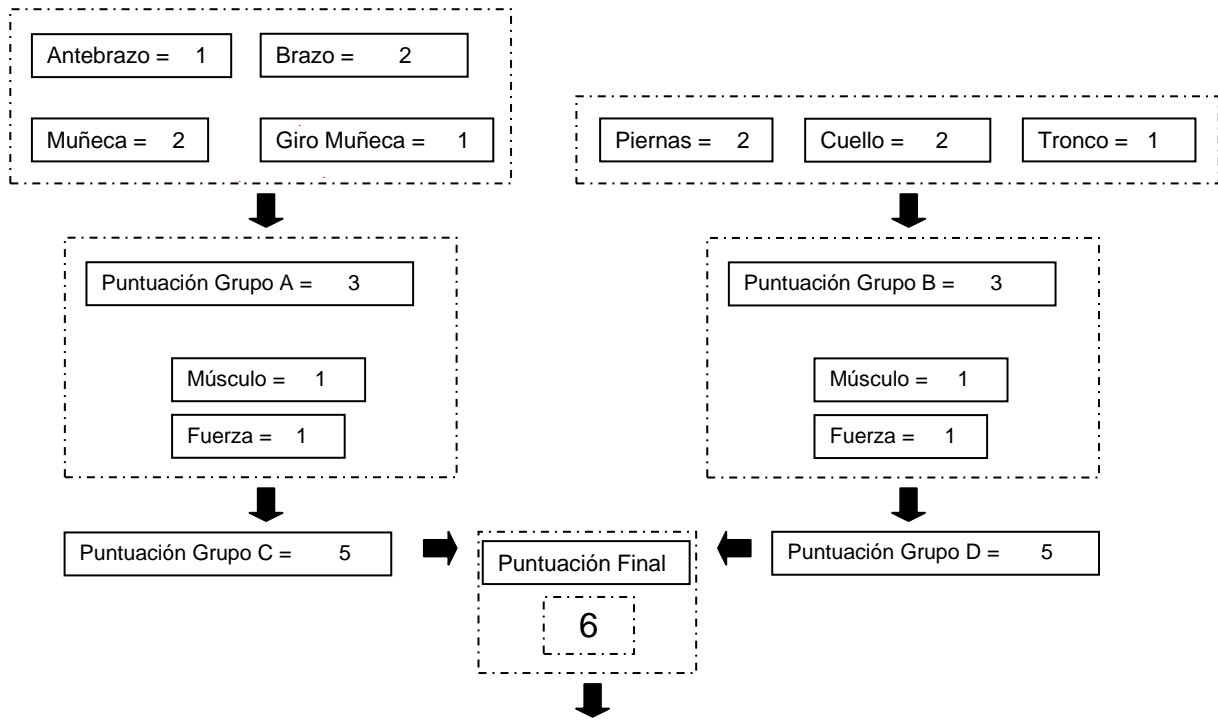 Antebrazo = 1
Brazo = 2
Muñeca = 2
Giro Muñeca = 1
Piernas = 2
Cuello = 2
Tronco = 1
Puntuación Grupo A = 3
Músculo = 1
Fuerza = 1
Puntuación Grupo B = 3
Músculo = 1
Fuerza = 1
Puntuación Grupo C = 5
Puntuación Final
6
Puntuación Grupo D = 5